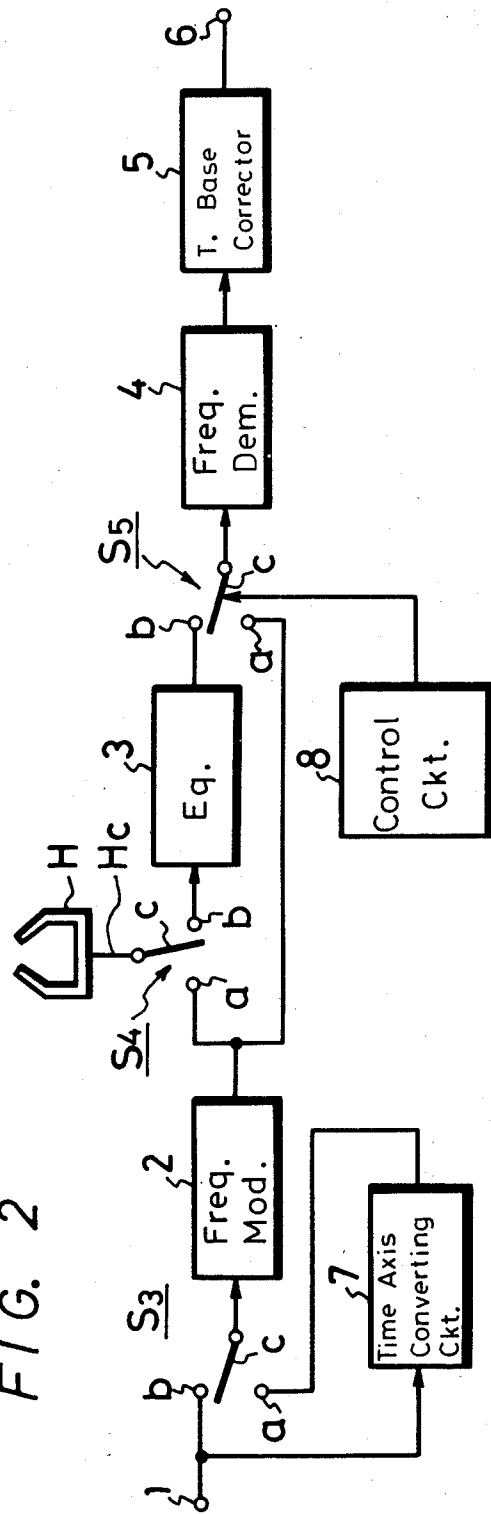 FIG. 2
1
b
a
c
S3
2
Freq.
Mod.
7
Time Axis
Converting
Ckt.
S4
a
b
c
H
Hc
3
Eq.
S5
b
a
c
8
Control
Ckt.
4
Freq.
Dem.
5
T. Base
Corrector
6